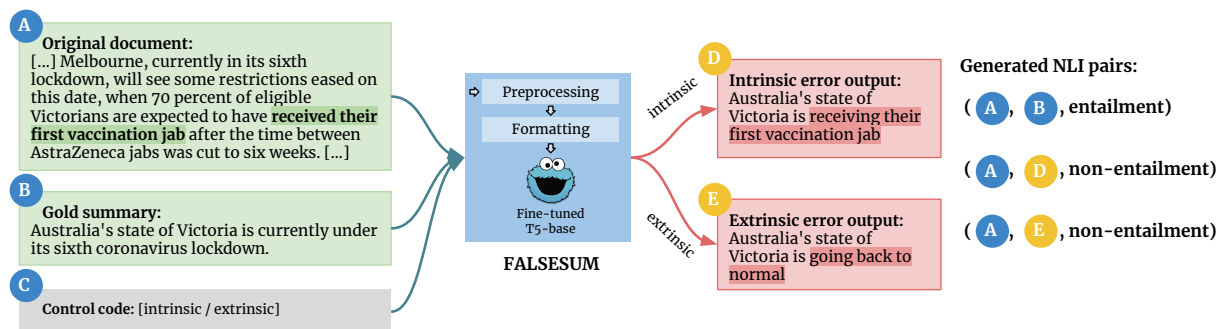 A
Original document:
[...] Melbourne, currently in its sixth
lockdown, will see some restrictions eased on
this date, when 70 percent of eligible
Victorians are expected to have received their
first vaccination jab after the time between
AstraZeneca jabs was cut to six weeks. [...]
B
Gold summary:
Australia's state of Victoria is currently under
its sixth coronavirus lockdown.
C
Control code: [intrinsic / extrinsic]
Preprocessing
Formatting
Fine-tuned
T5-base
FALSESUM
intrinsic
extrinsic
D
Intrinsic error output:
Australia's state of
Victoria is receiving their
first vaccination jab
E
Extrinsic error output:
Australia's state of
Victoria is going back to
normal
Generated NLI pairs:
( A, B, entailment)
( A, D, non-entailment)
( A, E, non-entailment)